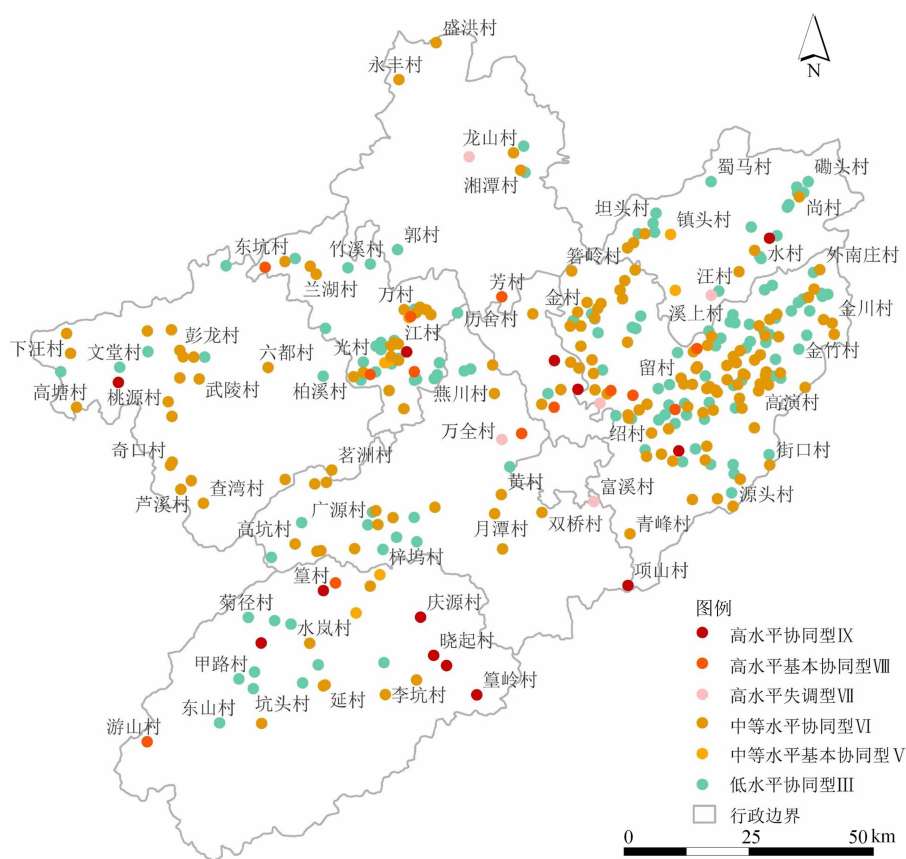 盛洪村
永丰村
N
龙山村
湘潭村
蜀马村
磡头村
尚村
坦头村
镇头村
郭村
竹溪村
东坑村
水村
外南庄村
箬岭村
兰湖村
芳村
汪村
万村
金村
金川村
历舍村
溪上村
江村
金竹村
彭龙村
下汪村
文堂村
六都村
光村
留村
高塘村
桃源村
武陵村
柏溪村
燕川村
高演村
万全村
绍村
奇口村
茗洲村
街口村
黄村
富溪村
查湾村
芦溪村
广源村
源头村
高坑村
月潭村
双桥村
青峰村
梓坞村
篁村
项山村
菊径村
庆源村
图例
水岚村
高水平协同型Ⅸ
晓起村
高水平基本协同型Ⅷ
甲路村
篁岭村
高水平失调型Ⅶ
李坑村
坑头村
延村
东山村
中等水平协同型Ⅵ
游山村
中等水平基本协同型Ⅴ
低水平协同型Ⅲ
行政边界
0 25 50 km